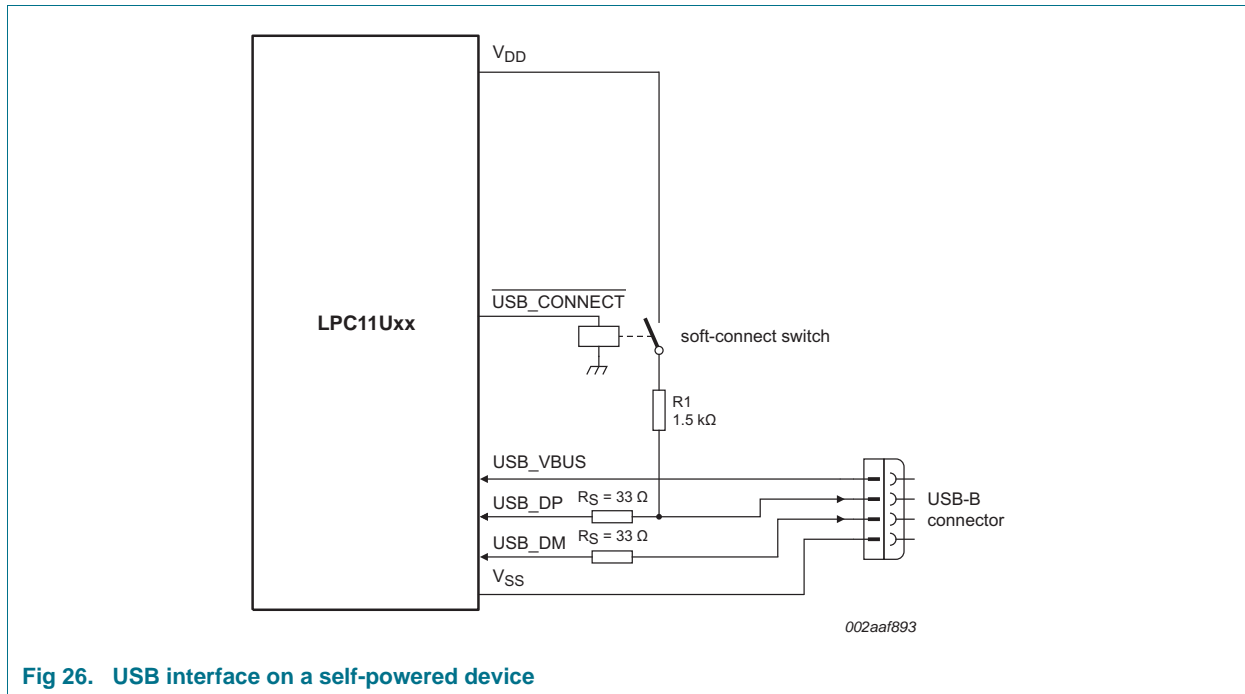 VDD
USB_CONNECT
LPC11Uxx
soft-connect switch
R1
1.5 kΩ
USB_VBUS
USB_DP
RS = 33 Ω
USB-B
connector
USB_DM
RS = 33 Ω
VSS
002aaf893
Fig 26. USB interface on a self-powered device